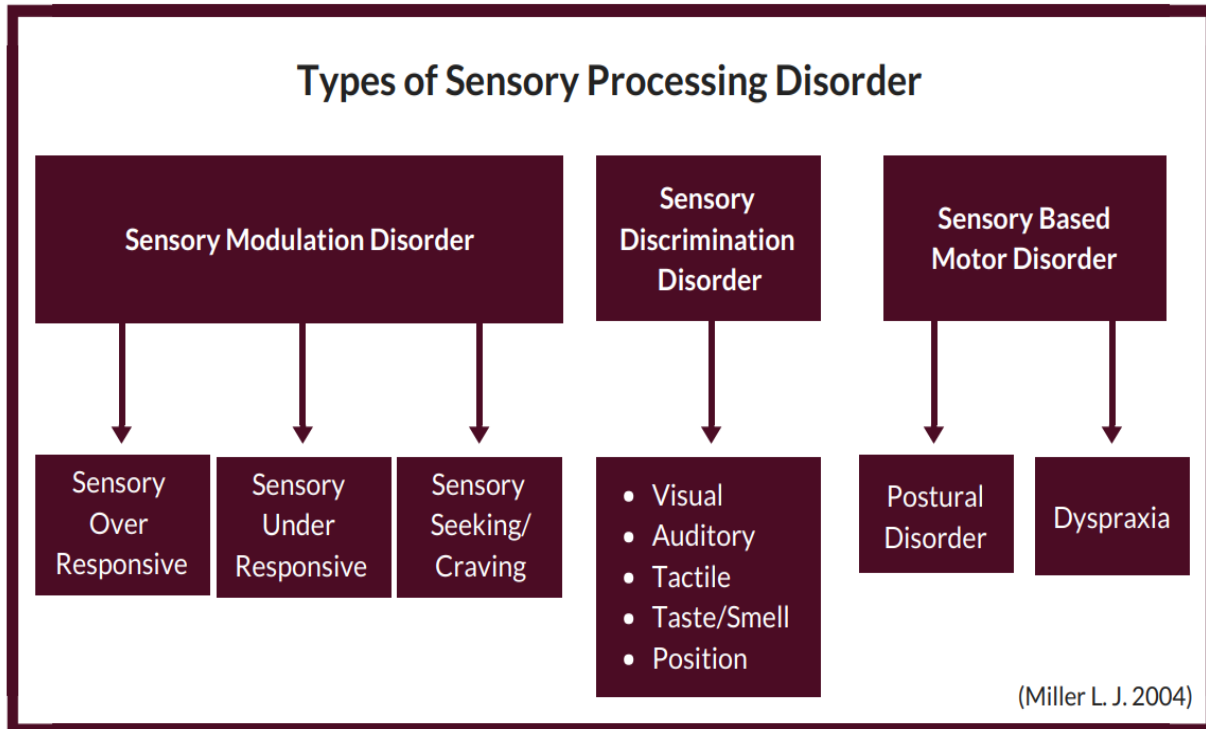 Types of Sensory Processing Disorder
Sensory Modulation Disorder
Sensory
Discrimination
Disorder
Sensory Based
Motor Disorder
Sensory
Over
Responsive
Sensory
Under
Responsive
Sensory
Seeking/
Craving
• Visual
• Auditory
• Tactile
• Taste/Smell
• Position
Postural
Disorder
Dyspraxia
(Miller L. J. 2004)